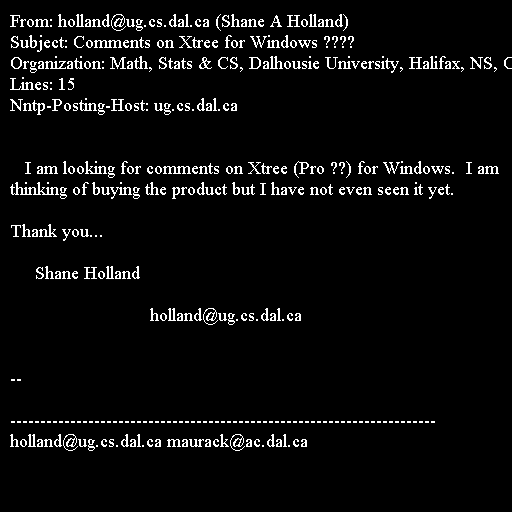 From: holland@ug.cs.dal.ca (Shane A Holland)
Subject: Comments on Xtree for Windows ????
Organization: Math, Stats & CS, Dalhousie University, Halifax, NS,
Lines: 15
Nntp-Posting-Host: ug.cs.dal.ca
I am looking for comments on Xtree (Pro ??) for Windows.  I am
thinking of buying the product but I have not even seen it yet.
Thank you...
Shane Holland
holland@ug.cs.dal.ca
--
-----------------------------------------------------------------------
holland@ug.cs.dal.ca maurack@ac.dal.ca